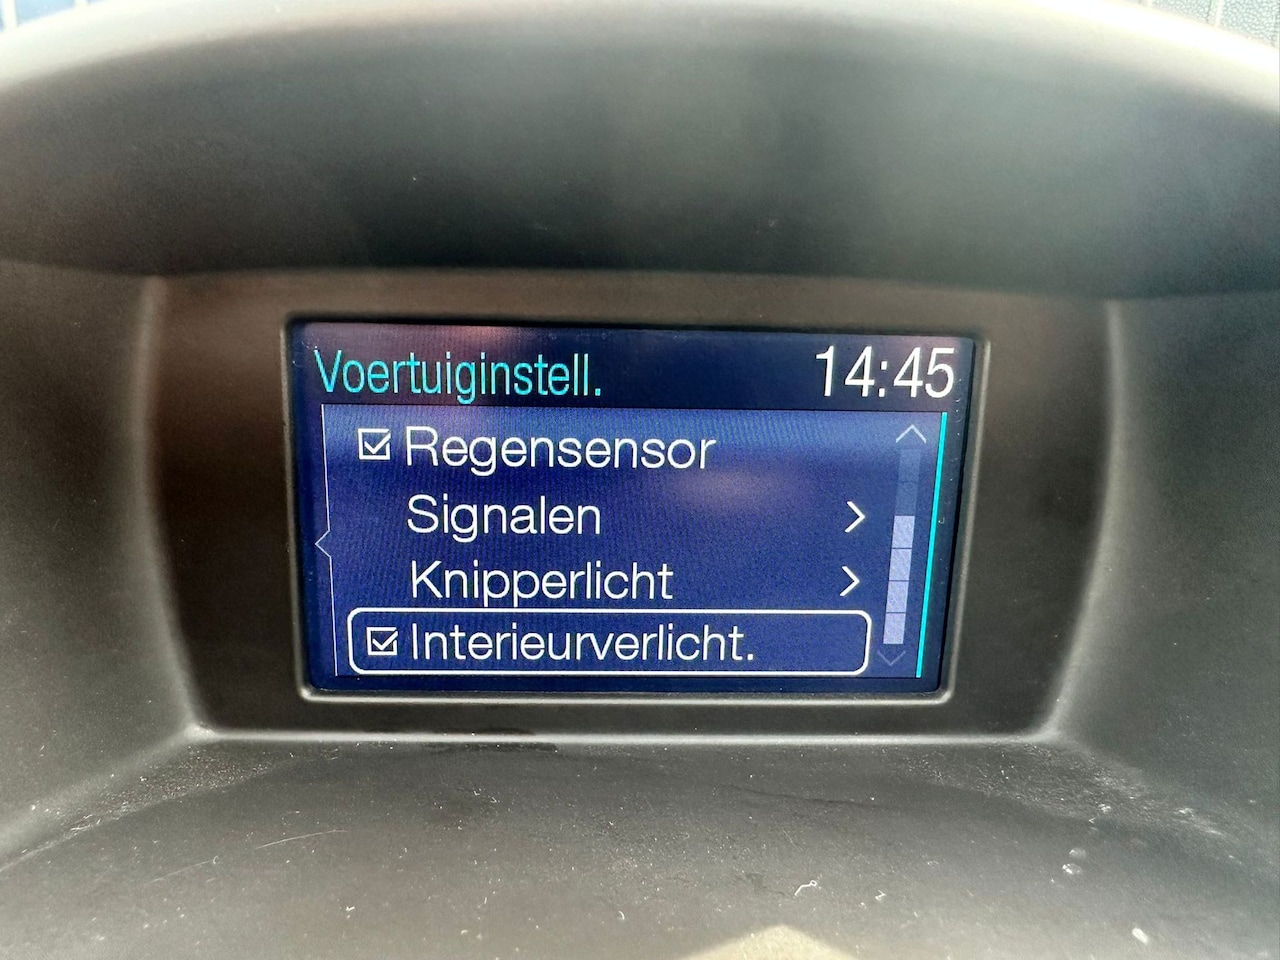 Voertuiginstell. 14:45
Regensensor
Signalen
Knipperlicht
Interieurverlicht.